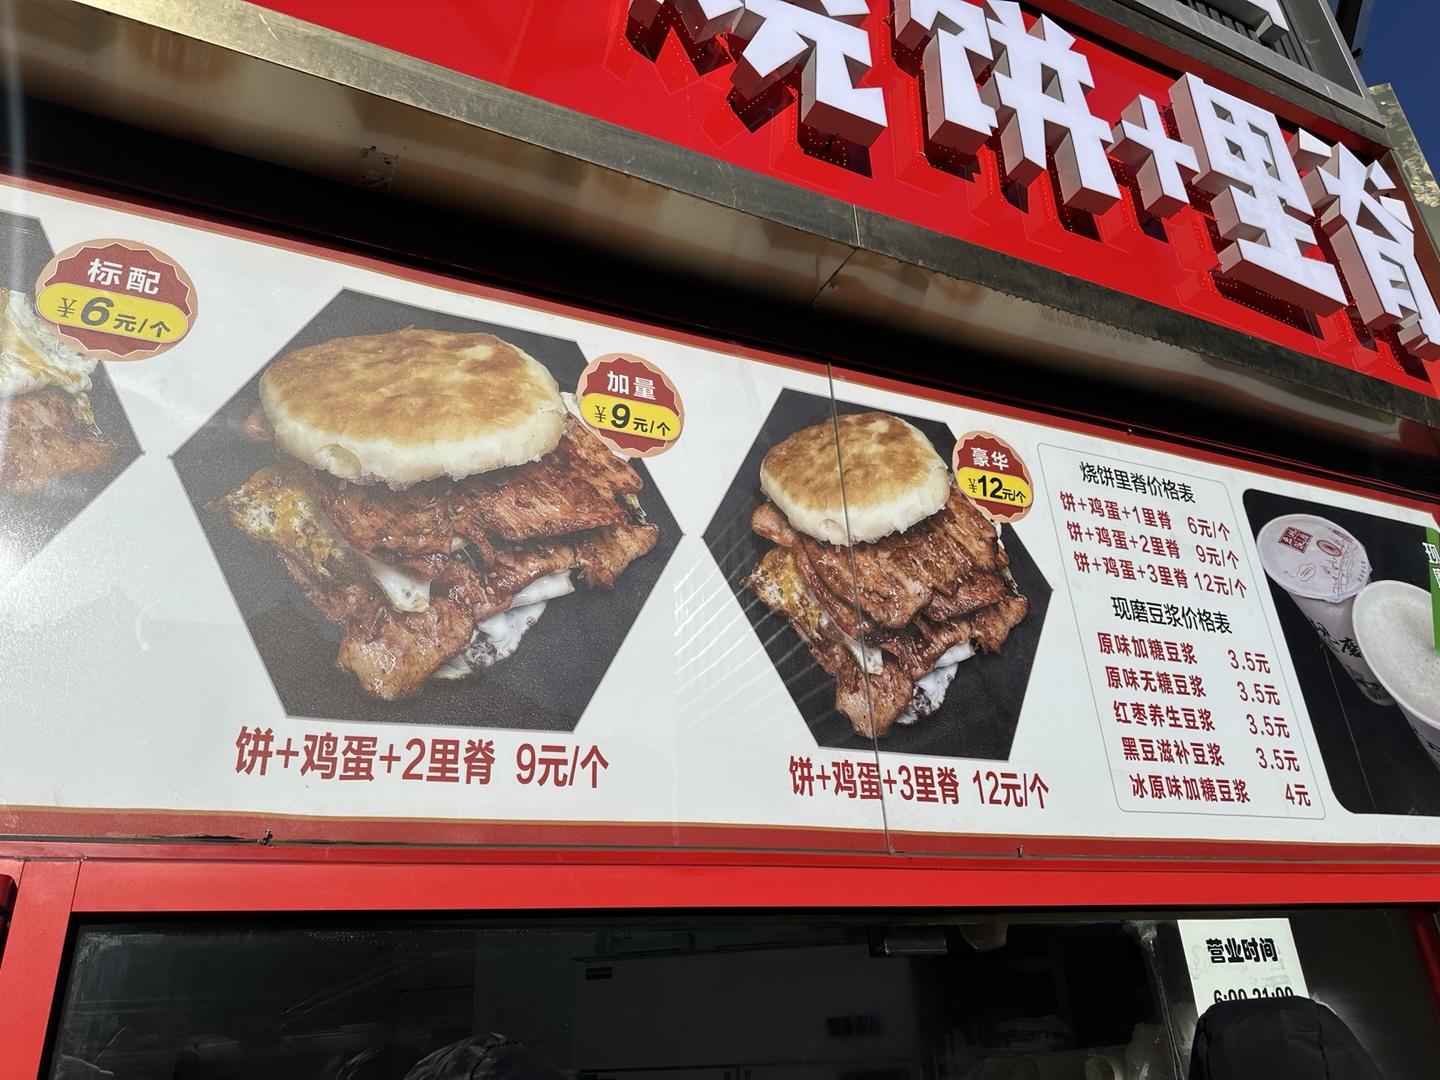 烧饼+里脊
标配
¥6元/个
加量
¥9元/个
豪华
¥12元/个
饼+鸡蛋+2里脊 9元/个
饼+鸡蛋+3里脊 12元/个
烧饼里脊价格表
饼+鸡蛋+1里脊 6元/个
饼+鸡蛋+2里脊 9元/个
饼+鸡蛋+3里脊 12元/个
现磨豆浆价格表
原味加糖豆浆 3.5元
原味无糖豆浆 3.5元
红枣养生豆浆 3.5元
黑豆滋补豆浆 3.5元
冰原味加糖豆浆 4元
现磨
营业时间
6:00-21:00